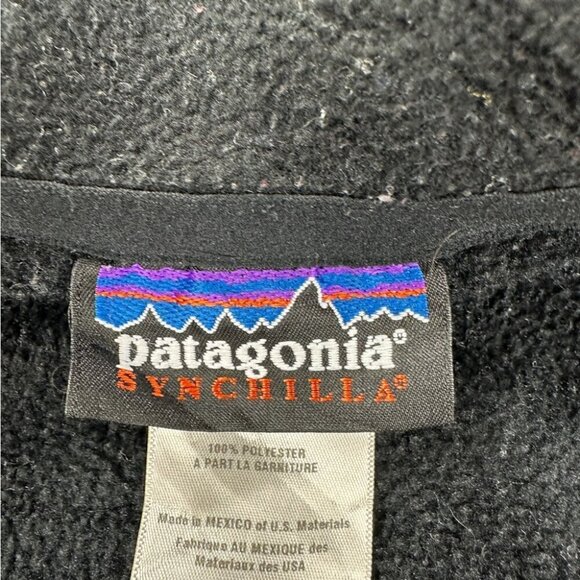 patagonia®
SYNCHILLA®
100% POLYESTER
A PART LA GARNITURE
Made in MEXICO of U.S. Materials
Fabriqué AU MEXIQUE des
Materiaux des USA